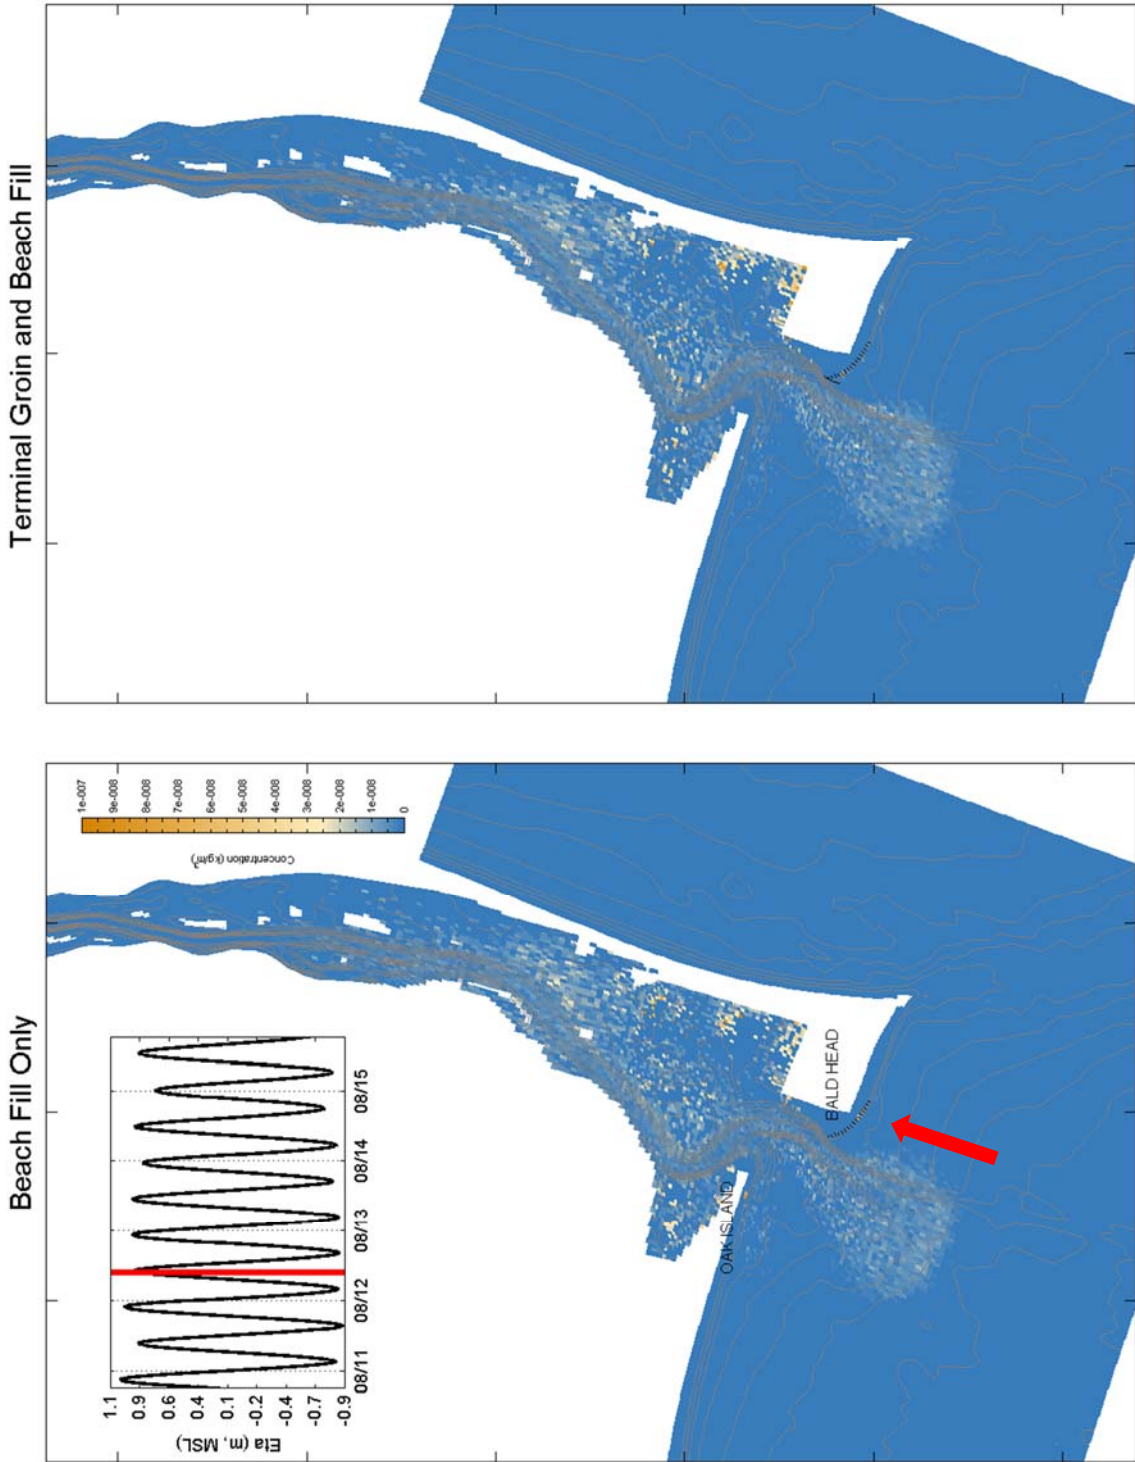 Terminal Groin and Beach Fill
Beach Fill Only
1e-007
9e-008
8e-008
7e-008
6e-008
5e-008
4e-008
3e-008
2e-008
1e-008
0
Concentration (kg/m³)
1.1
0.9
0.6
0.4
0.1
-0.2
-0.4
-0.7
-0.9
Eta (m, MSL)
08/11
08/12
08/13
08/14
08/15
OAK ISLAND
BALD HEAD